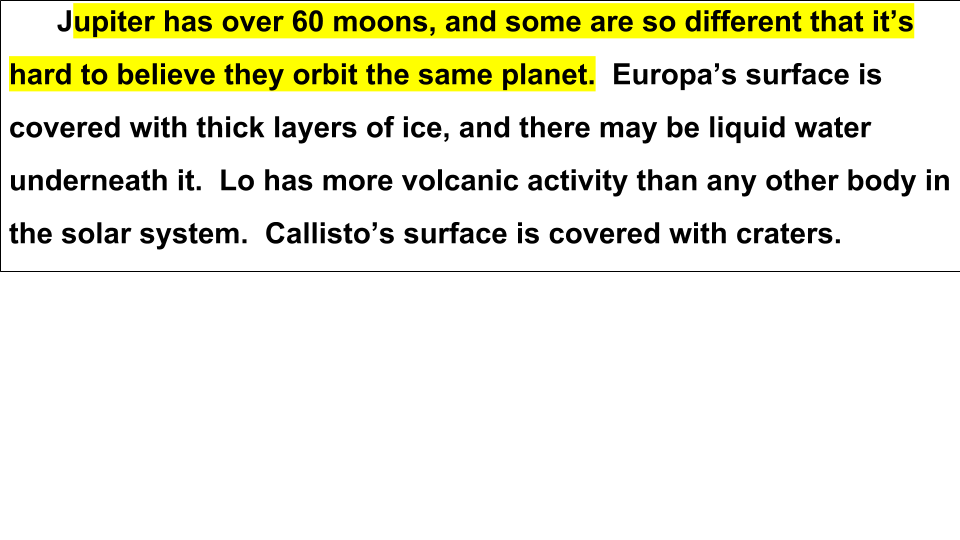 Jupiter has over 60 moons, and some are so different that it’s
hard to believe they orbit the same planet.  Europa’s surface is
covered with thick layers of ice, and there may be liquid water
underneath it.  Lo has more volcanic activity than any other body in
the solar system.  Callisto’s surface is covered with craters.